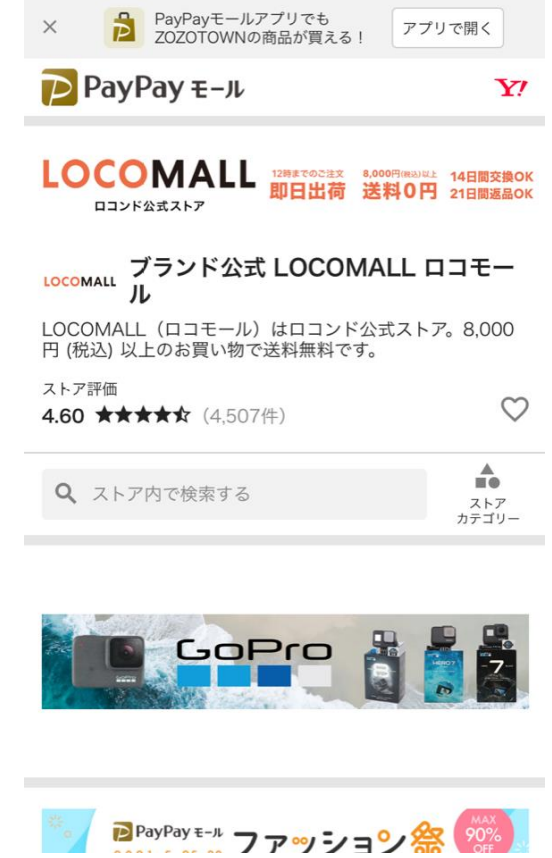 PayPayモールアプリでも
ZOZOTOWNの商品が買える！
アプリで開く
PayPay モール
Y!
LOCOMALL
ロコンド公式ストア
12時までのご注文
即日出荷
8,000円(税込)以上
送料0円
14日間交換OK
21日間返品OK
LOCOMALL
ブランド公式 LOCOMALL ロコモー
ル
LOCOMALL（ロコモール）はロコンド公式ストア。8,000
円 (税込) 以上のお買い物で送料無料です。
ストア評価
4.60 ★★★★ （4,507件）
ストア内で検索する
ストア
カテゴリー
GoPro
HERO7
7
PayPay モール
ファッション祭
MAX
90%
OFF